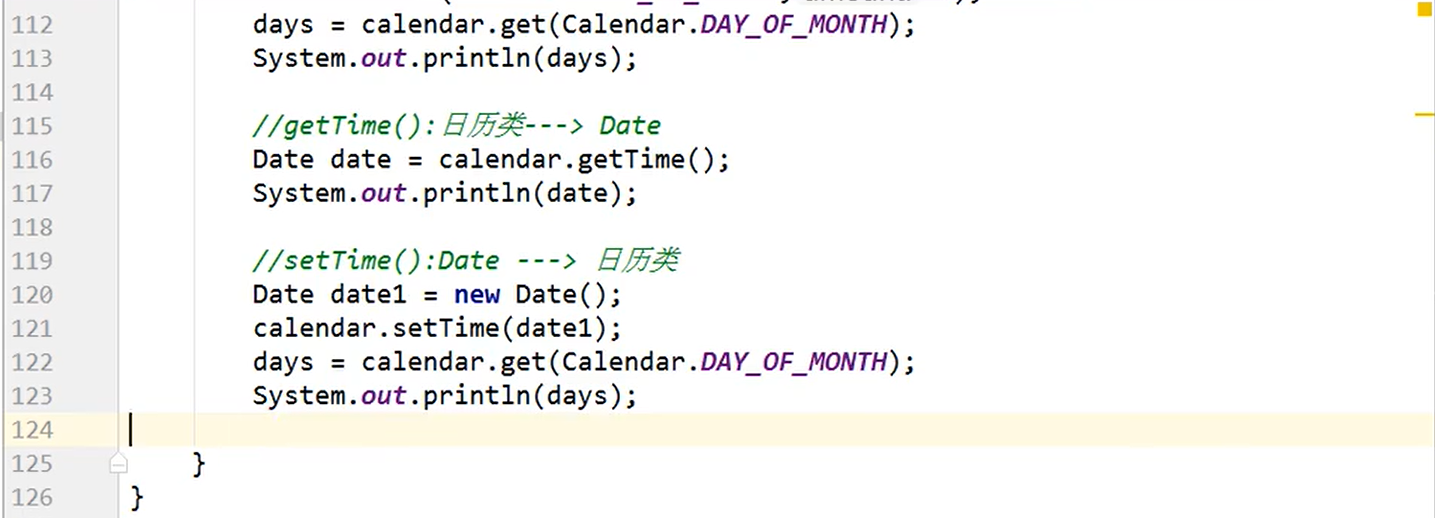 112 days = calendar.get(Calendar.DAY_OF_MONTH);
113 System.out.println(days);
114
115 //getTime():日历类---> Date
116 Date date = calendar.getTime();
117 System.out.println(date);
118
119 //setTime():Date ---> 日历类
120 Date date1 = new Date();
121 calendar.setTime(date1);
122 days = calendar.get(Calendar.DAY_OF_MONTH);
123 System.out.println(days);
124
125 }
126 }